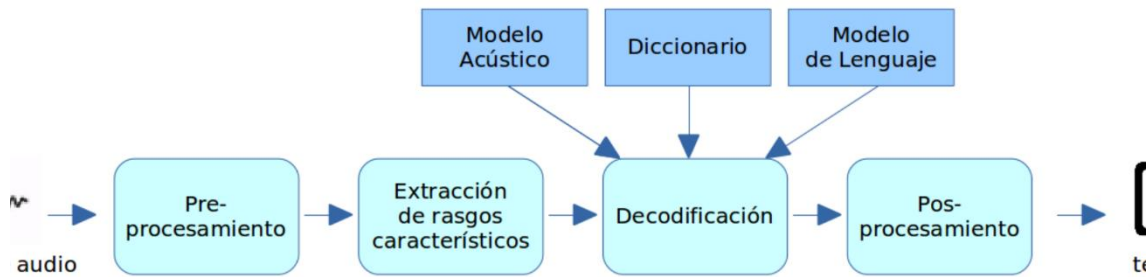 Modelo
Acústico
Diccionario
Modelo
de Lenguaje
Pre-
procesamiento
Extracción
de rasgos
característicos
Decodificación
Pos-
procesamiento
audio